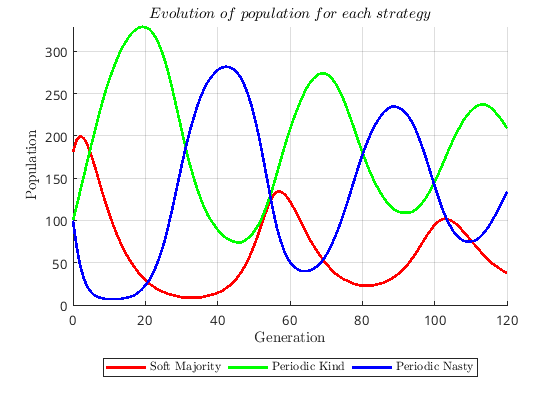 Evolution of population for each strategy
300
250
200
150
100
50
0
Population
0 20 40 60 80 100 120
Generation
Soft Majority Periodic Kind Periodic Nasty